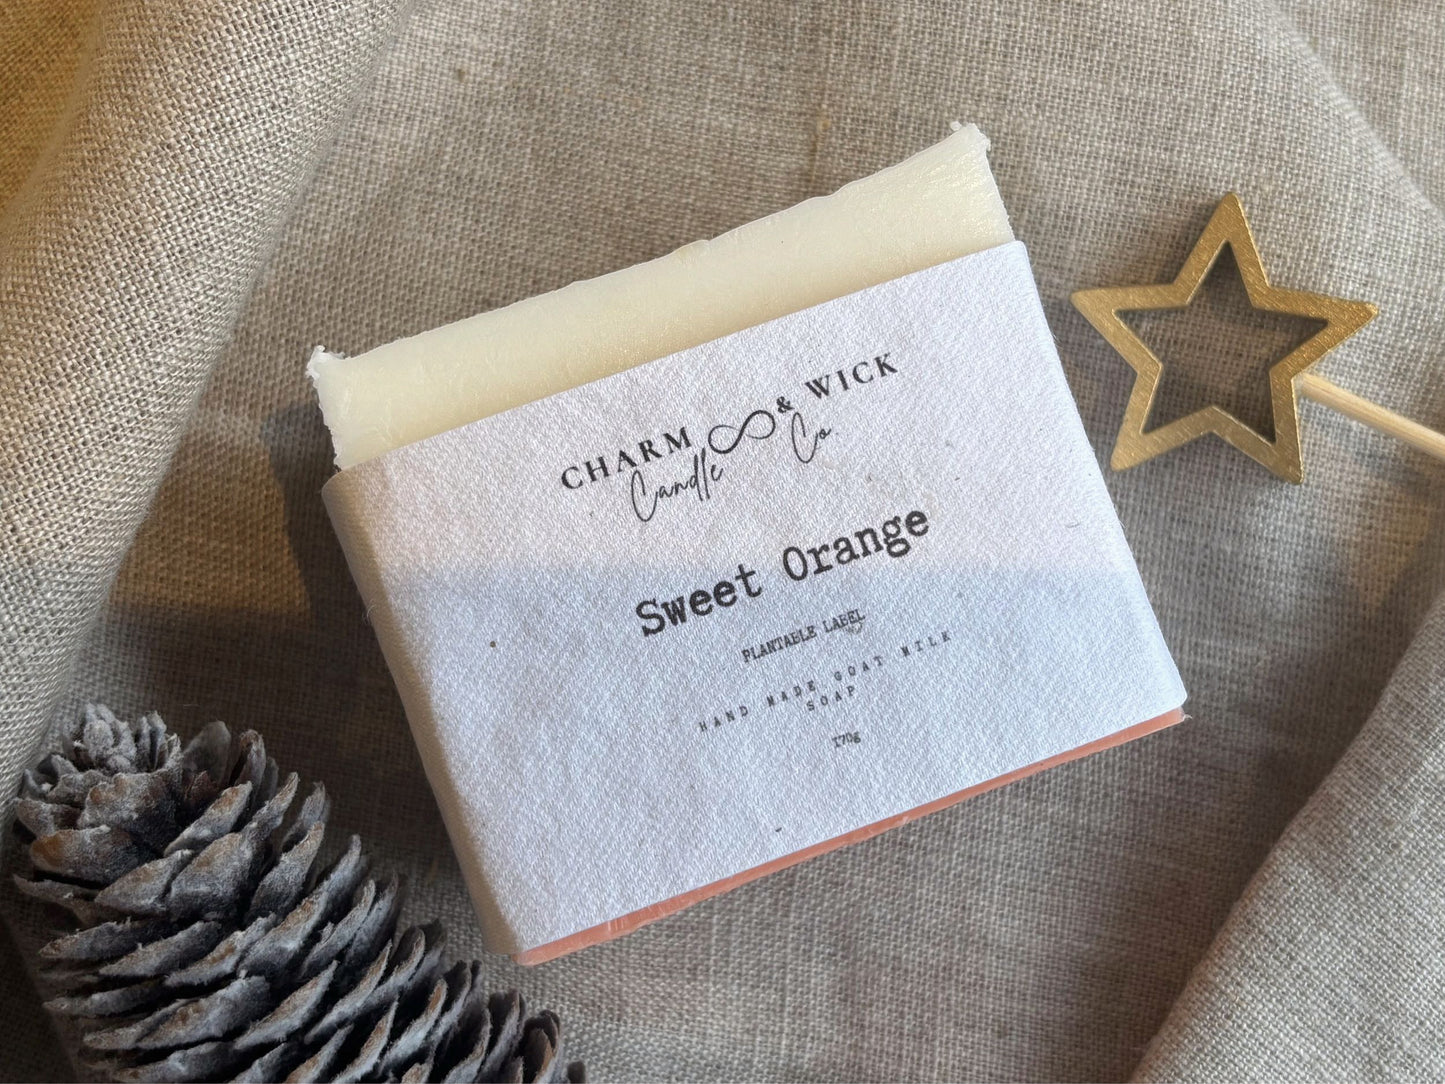 CHARM & WICK
Candle Co.
Sweet Orange
PLANTABLE LABEL
HAND MADE GOAT MILK
SOAP
170g